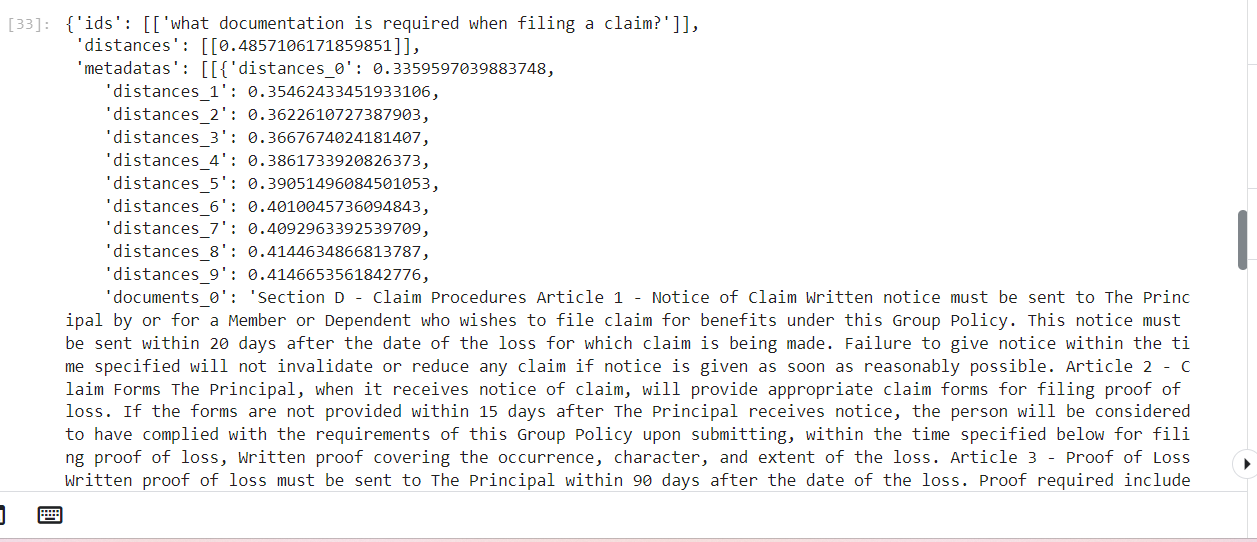 [33]: {'ids': [['what documentation is required when filing a claim?']],
'distances': [[0.4857106171859851]],
'metadatas': [[{'distances_0': 0.3359597039883748,
'distances_1': 0.35462433451933106,
'distances_2': 0.3622610727387903,
'distances_3': 0.3667674024181407,
'distances_4': 0.3861733920826373,
'distances_5': 0.39051496084501053,
'distances_6': 0.4010045736094843,
'distances_7': 0.4092963392539709,
'distances_8': 0.4144634866813787,
'distances_9': 0.4146653561842776,
'documents_0': 'Section D - Claim Procedures Article 1 - Notice of Claim Written notice must be sent to The Princ
ipal by or for a Member or Dependent who wishes to file claim for benefits under this Group Policy. This notice must
be sent within 20 days after the date of the loss for which claim is being made. Failure to give notice within the ti
me specified will not invalidate or reduce any claim if notice is given as soon as reasonably possible. Article 2 - C
laim Forms The Principal, when it receives notice of claim, will provide appropriate claim forms for filing proof of
loss. If the forms are not provided within 15 days after The Principal receives notice, the person will be considered
to have complied with the requirements of this Group Policy upon submitting, within the time specified below for fili
ng proof of loss, Written proof covering the occurrence, character, and extent of the loss. Article 3 - Proof of Loss
Written proof of loss must be sent to The Principal within 90 days after the date of the loss. Proof required include